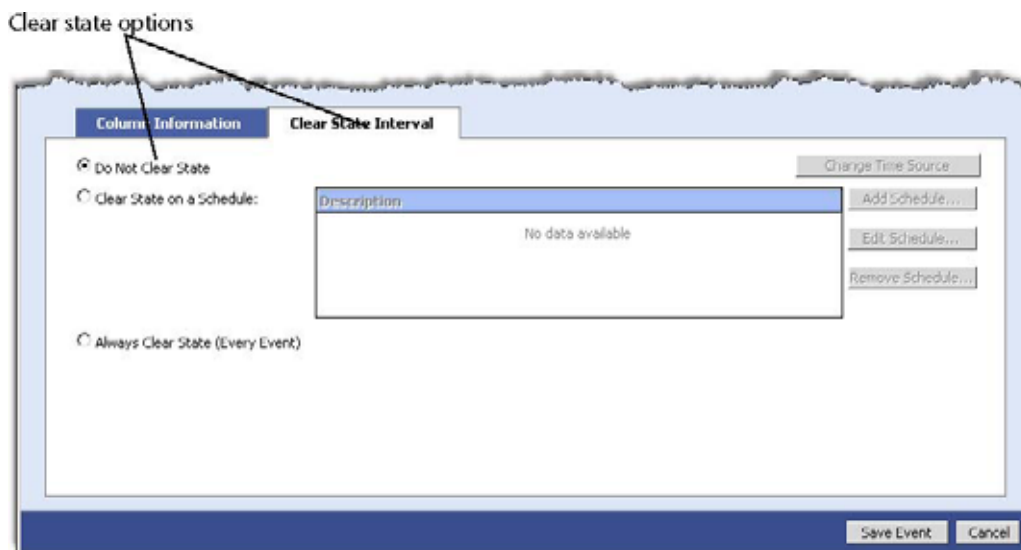 Clear state options
Column Information
Clear State Interval
Do Not Clear State
Change Time Source
Clear State on a Schedule:
Description
Add Schedule...
No data available
Edit Schedule...
Remove Schedule...
Always Clear State (Every Event)
Save Event
Cancel